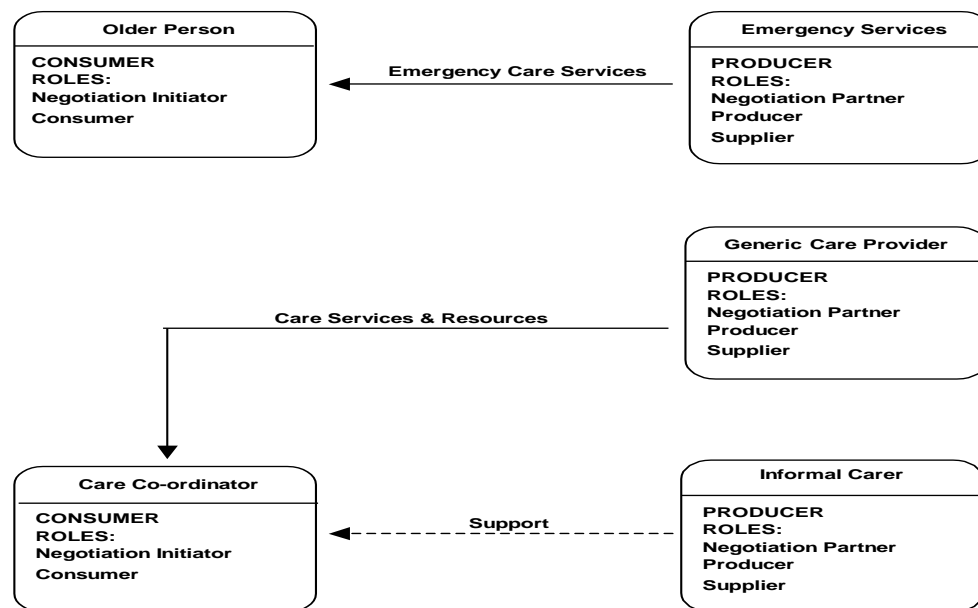 Older Person
CONSUMER
ROLES:
Negotiation Initiator
Consumer
Emergency Care Services
Emergency Services
PRODUCER
ROLES:
Negotiation Partner
Producer
Supplier
Generic Care Provider
PRODUCER
ROLES:
Negotiation Partner
Producer
Supplier
Care Services & Resources
Care Co-ordinator
CONSUMER
ROLES:
Negotiation Initiator
Consumer
Support
Informal Carer
PRODUCER
ROLES:
Negotiation Partner
Producer
Supplier